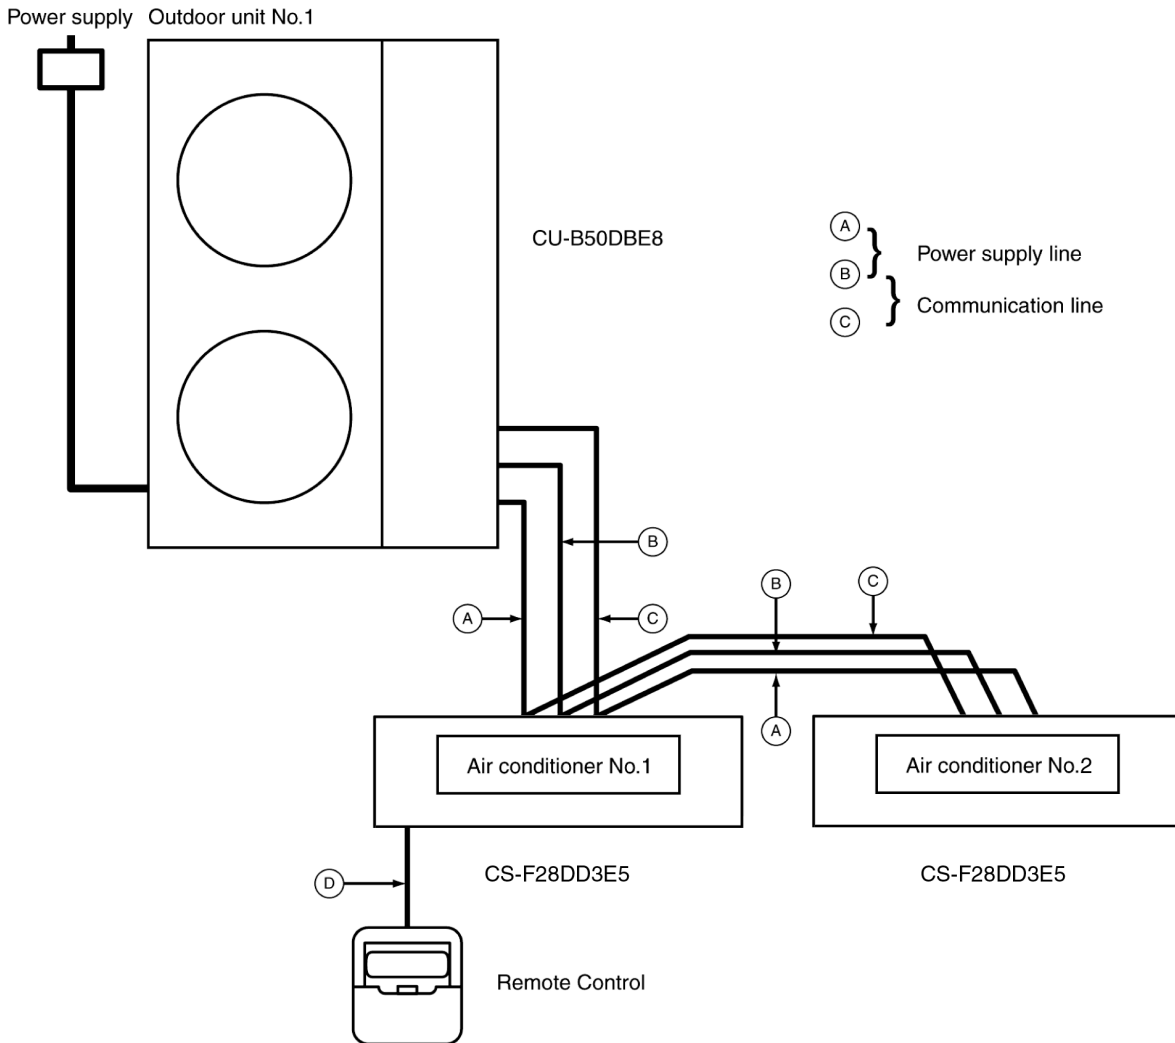 Power supply
Outdoor unit No.1
CU-B50DBE8
A
B
C
Power supply line
Communication line
B
A
C
B
C
A
Air conditioner No.1
Air conditioner No.2
CS-F28DD3E5
CS-F28DD3E5
D
Remote Control